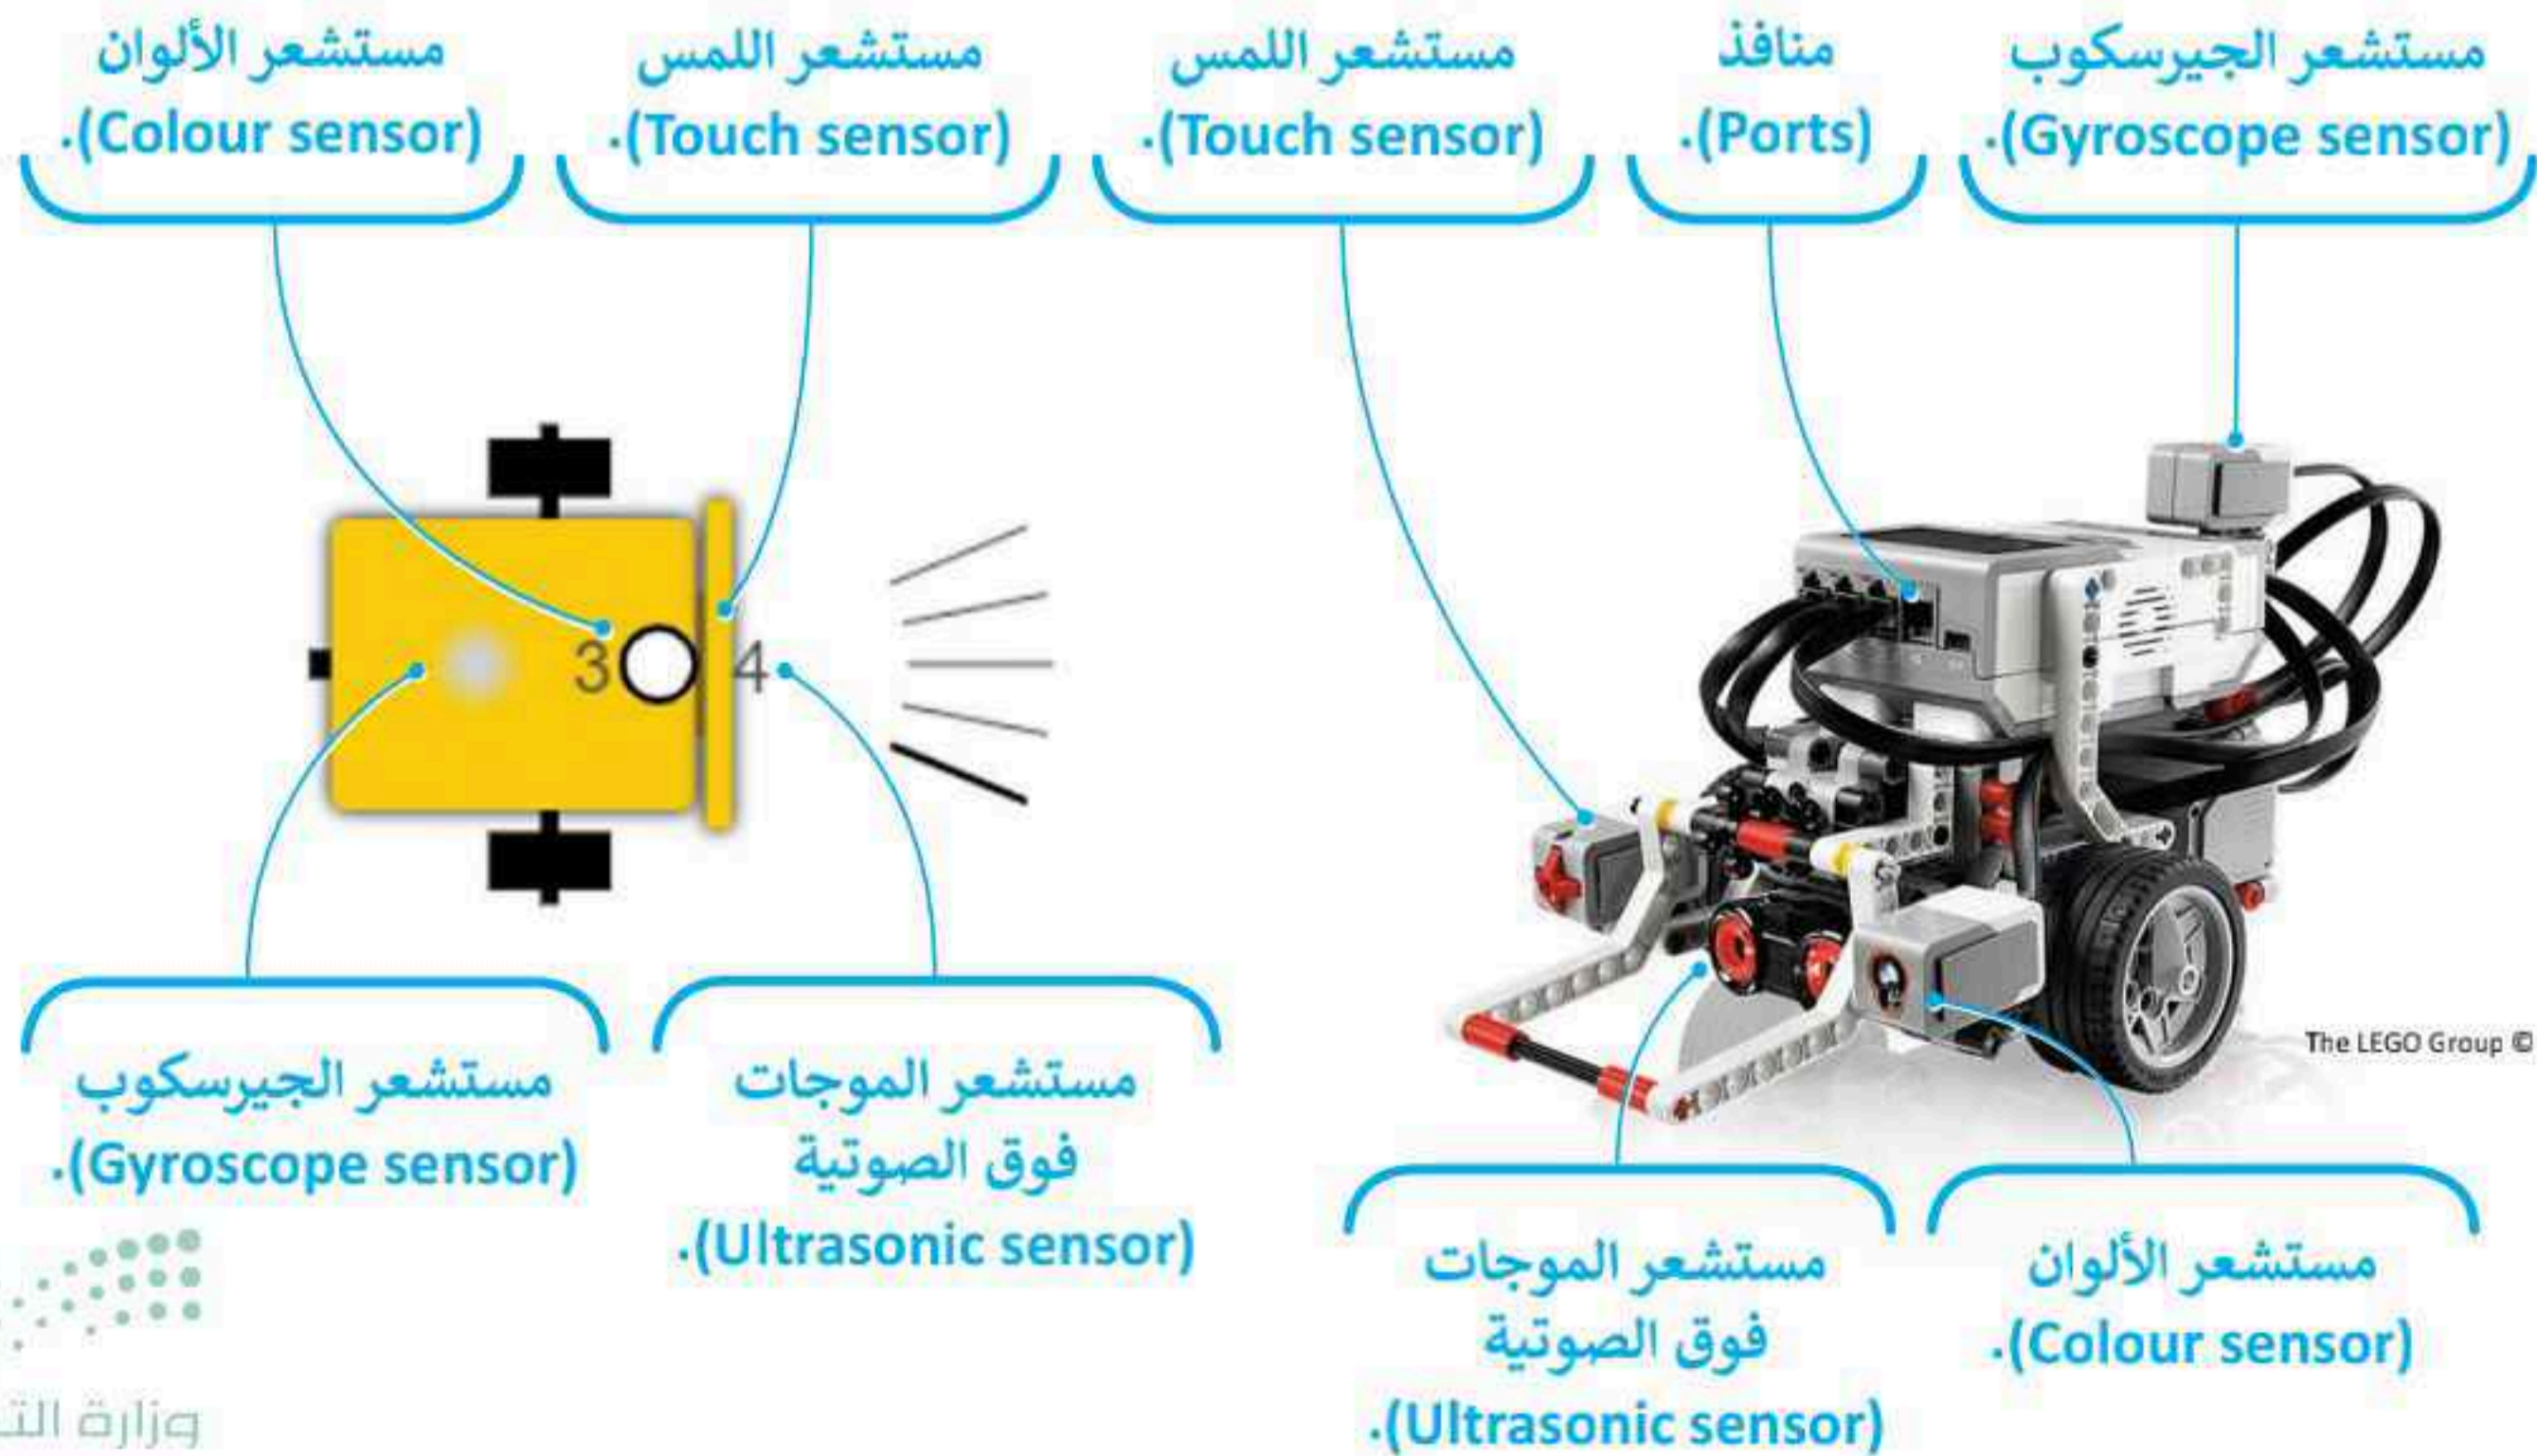 مستشعر الجيرسكوب
(Gyroscope sensor).
منافذ
(Ports).
مستشعر اللمس
(Touch sensor).
مستشعر اللمس
(Touch sensor).
مستشعر الألوان
(Colour sensor).
3
4
The LEGO Group ©
مستشعر الألوان
(Colour sensor).
مستشعر الموجات
فوق الصوتية
(Ultrasonic sensor).
مستشعر الموجات
فوق الصوتية
(Ultrasonic sensor).
مستشعر الجيرسكوب
(Gyroscope sensor).
وزارة